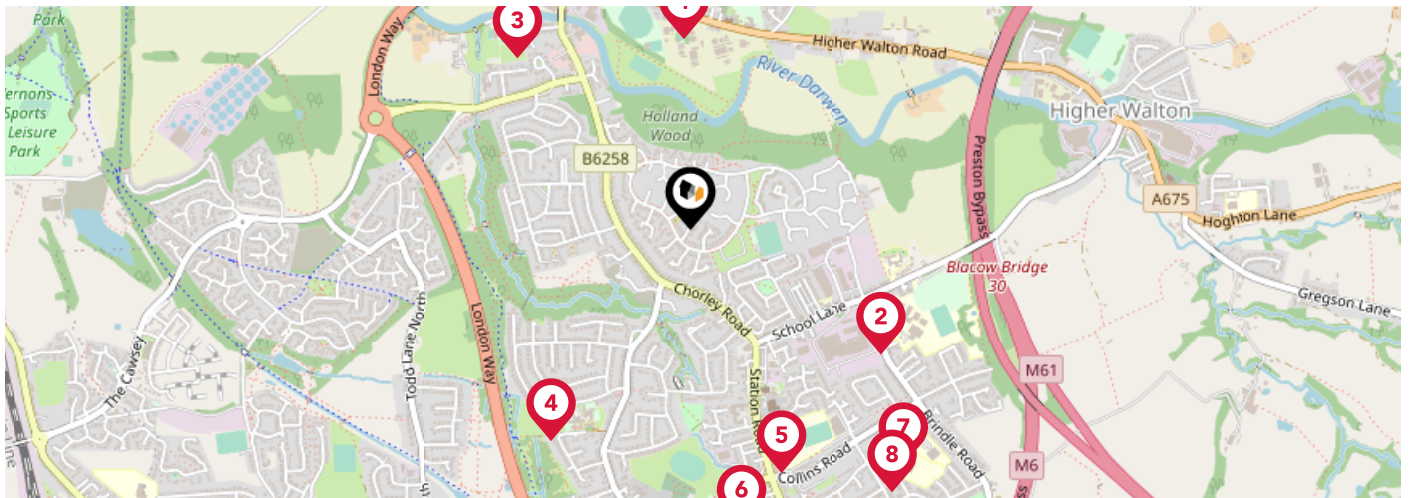 3
Higher Walton Road
London Way
Park
River Darwen
ernons
Sports
Leisure
Park
Holland
Wood
Higher Walton
B6258
Preston Bypass
A675
Hoghton Lane
Blacow Bridge
30
Gregson Lane
Chorley Road
School Lane
2
London Way
Todd Lane North
The Cawsey
M61
4
Station Road
5
7
8
Brindle Road
Collins Road
6
M6